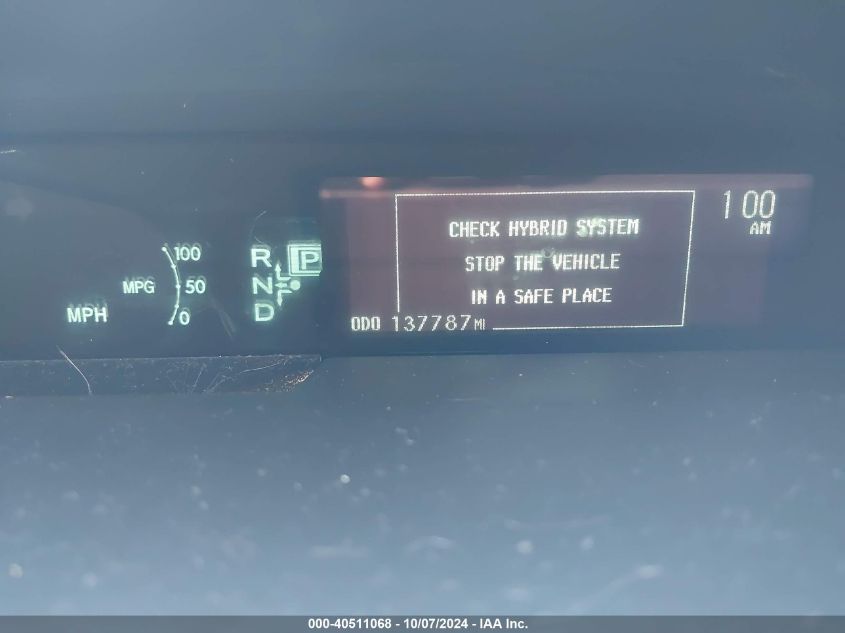 100
MPG 50
0
MPH
R P
N
D
CHECK HYBRID SYSTEM
STOP THE VEHICLE
IN A SAFE PLACE
ODO 137787 MI
1 00
AM
000-40511068 - 10/07/2024 - IAA Inc.